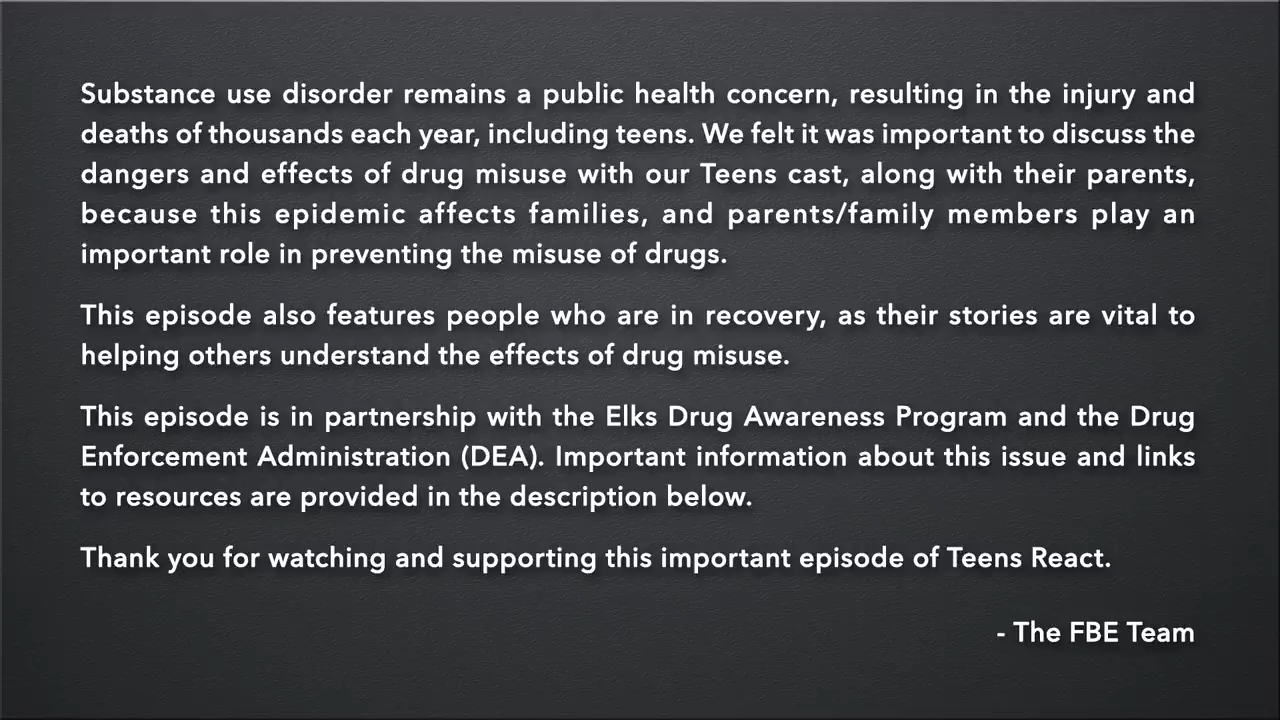 Substance use disorder remains a public health concern, resulting in the injury and
deaths of thousands each year, including teens. We felt it was important to discuss the
dangers and effects of drug misuse with our Teens cast, along with their parents,
because this epidemic affects families, and parents/family members play an
important role in preventing the misuse of drugs.
This episode also features people who are in recovery, as their stories are vital to
helping others understand the effects of drug misuse.
This episode is in partnership with the Elks Drug Awareness Program and the Drug
Enforcement Administration (DEA). Important information about this issue and links
to resources are provided in the description below.
Thank you for watching and supporting this important episode of Teens React.
- The FBE Team